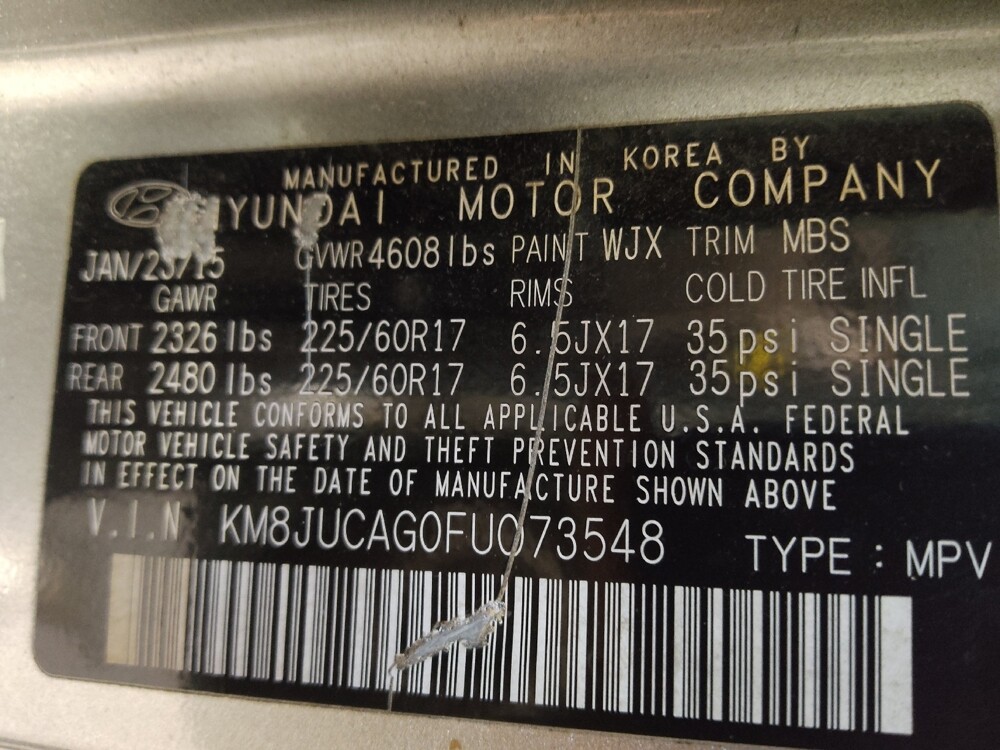 MANUFACTURED IN KOREA BY
HYUNDAI MOTOR COMPANY
JAN/23/15 GVWR 4608 lbs PAINT WJX TRIM MBS
GAWR TIRES RIMS COLD TIRE INFL
FRONT 2326 lbs 225/60R17 6.5JX17 35psi SINGLE
REAR 2480 lbs 225/60R17 6.5JX17 35psi SINGLE
THIS VEHICLE CONFORMS TO ALL APPLICABLE U.S.A. FEDERAL
MOTOR VEHICLE SAFETY AND THEFT PREVENTION STANDARDS
IN EFFECT ON THE DATE OF MANUFACTURE SHOWN ABOVE
V.I.N KM8JUCAG0FU073548 TYPE : MPV